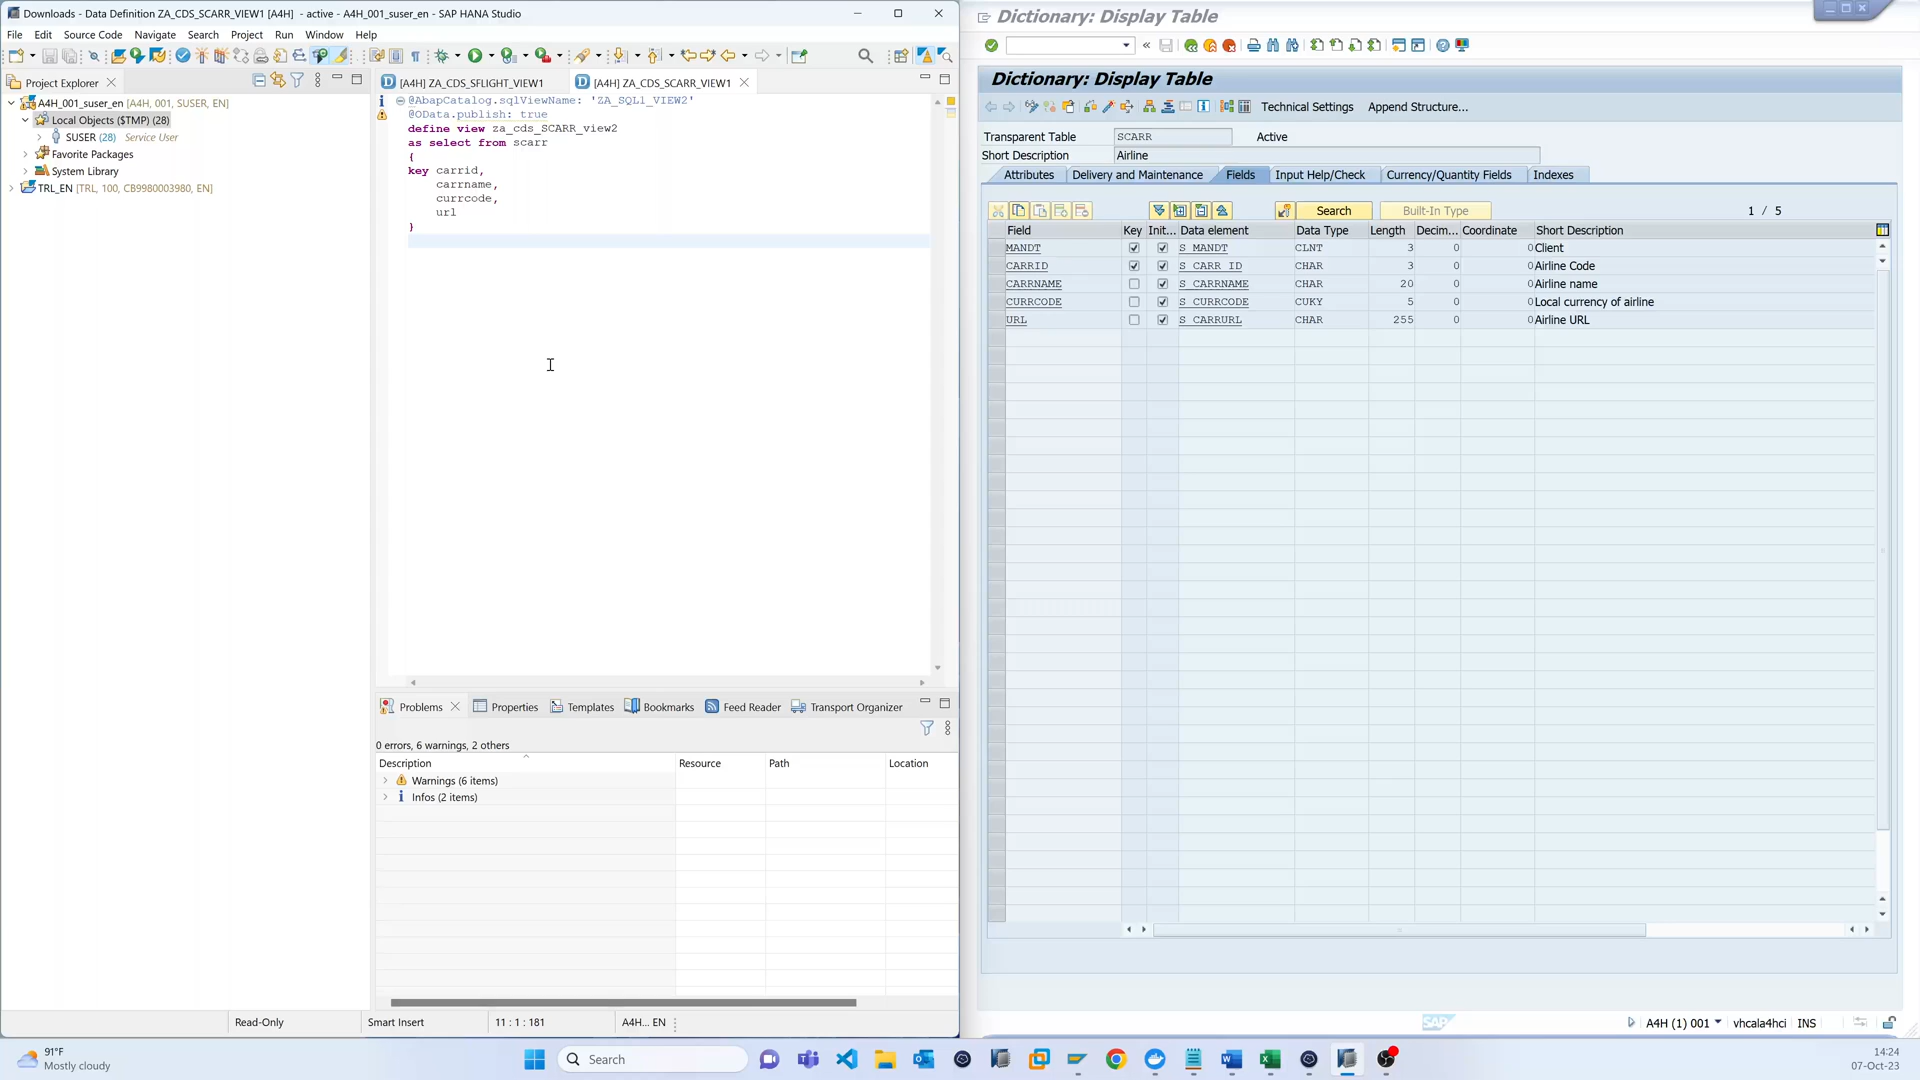 Downloads - Data Definition ZA_CDS_SCARR_VIEW1 [A4H] - active - A4H_001_suser_en - SAP HANA Studio
File Edit Source Code Navigate Search Project Run Window Help
Project Explorer
A4H_001_suser_en [A4H, 001, SUSER, EN]
Local Objects ($TMP) (28)
SUSER (28) Service User
Favorite Packages
System Library
TRL_EN [TRL, 100, CB9980003980, EN]
[A4H] ZA_CDS_SFLIGHT_VIEW1
[A4H] ZA_CDS_SCARR_VIEW1
@AbapCatalog.sqlViewName: 'ZA_SQL1_VIEW2'
@OData.publish: true
define view za_cds_SCARR_view2
as select from scarr
{
key carrid,
carrname,
currcode,
url
}
Problems Properties Templates Bookmarks Feed Reader Transport Organizer
0 errors, 6 warnings, 2 others
Description Resource Path Location
Warnings (6 items)
Infos (2 items)
Read-Only Smart Insert 11 : 1 : 181 A4H... EN
Dictionary: Display Table
Dictionary: Display Table
Technical Settings Append Structure...
Transparent Table SCARR Active
Short Description Airline
Attributes Delivery and Maintenance Fields Input Help/Check Currency/Quantity Fields Indexes
Search Built-In Type 1 / 5
Field Key Init... Data element Data Type Length Decim... Coordinate Short Description
MANDT S_MANDT CLNT 3 0 0 Client
CARRID S_CARR_ID CHAR 3 0 0 Airline Code
CARRNAME S_CARRNAME CHAR 20 0 0 Airline name
CURRCODE S_CURRCODE CUKY 5 0 0 Local currency of airline
URL S_CARRURL CHAR 255 0 0 Airline URL
SAP
A4H (1) 001 vhcala4hci INS
91°F
Mostly cloudy
Search
14:24
07-Oct-23